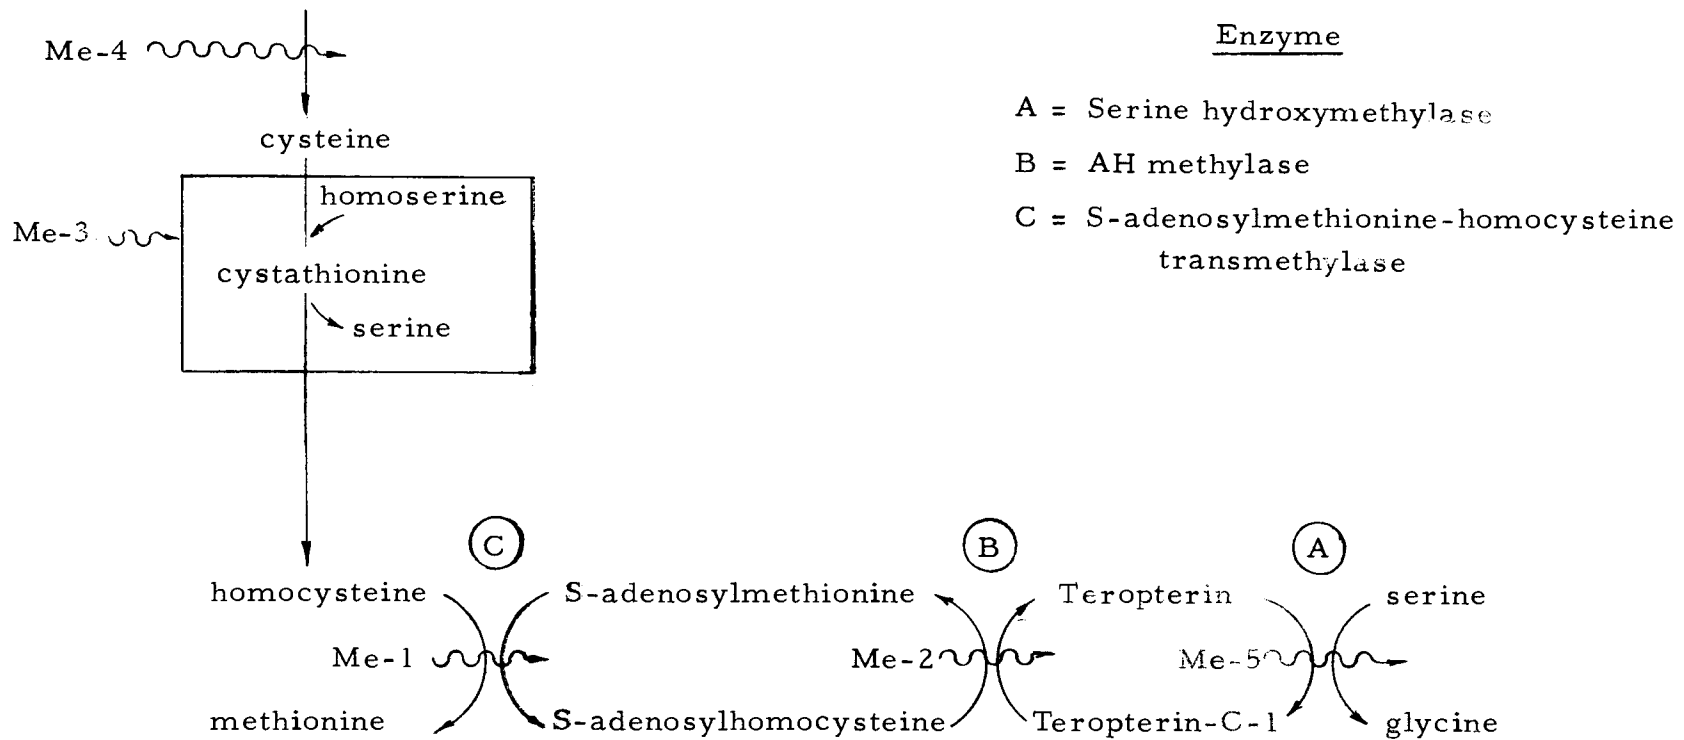 Me-4
cysteine
homoserine
Me-3
cystathionine
serine
Enzyme
A = Serine hydroxymethylase
B = AH methylase
C = S-adenosylmethionine-homocysteine
transmethylase
C
B
A
homocysteine
S-adenosylmethionine
Teropterin
serine
Me-1
Me-2
Me-5
methionine
S-adenosylhomocysteine
Teropterin-C-1
glycine